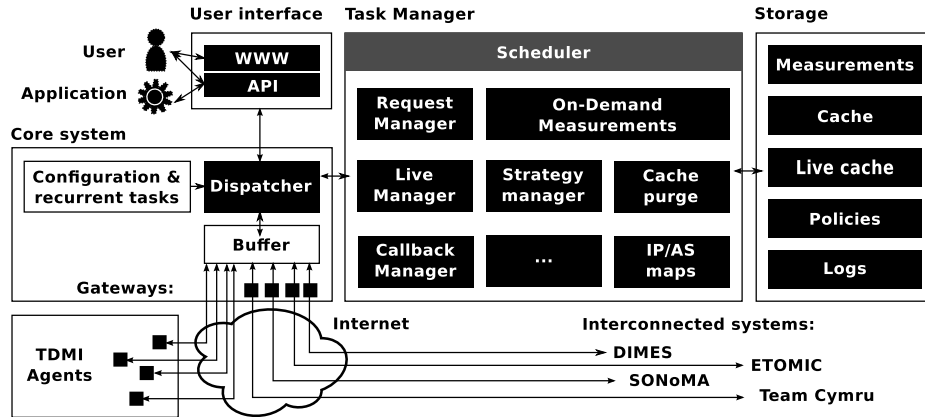 User interface
Task Manager
Storage
User
Application
WWW
API
Scheduler
Request
Manager
On-Demand
Measurements
Live
Manager
Strategy
manager
Cache
purge
Callback
Manager
...
IP/AS
maps
Measurements
Cache
Live cache
Policies
Logs
Core system
Configuration &
recurrent tasks
Dispatcher
Buffer
Gateways:
TDMI
Agents
Internet
Interconnected systems:
DIMES
ETOMIC
SONoMA
Team Cymru